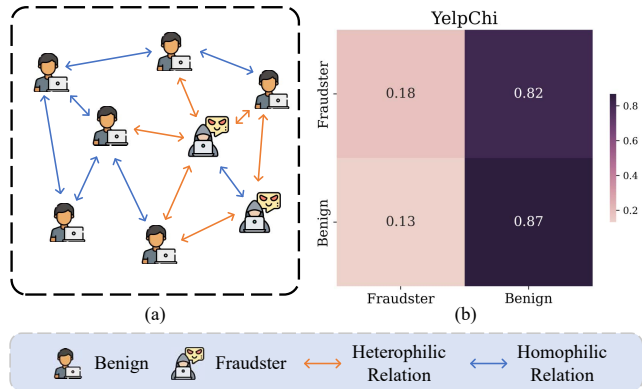 YelpChi
Fraudster
0.18
0.82
Benign
0.13
0.87
Fraudster
Benign
0.8
0.6
0.4
0.2
(a)
(b)
Benign
Fraudster
Heterophilic
Relation
Homophilic
Relation